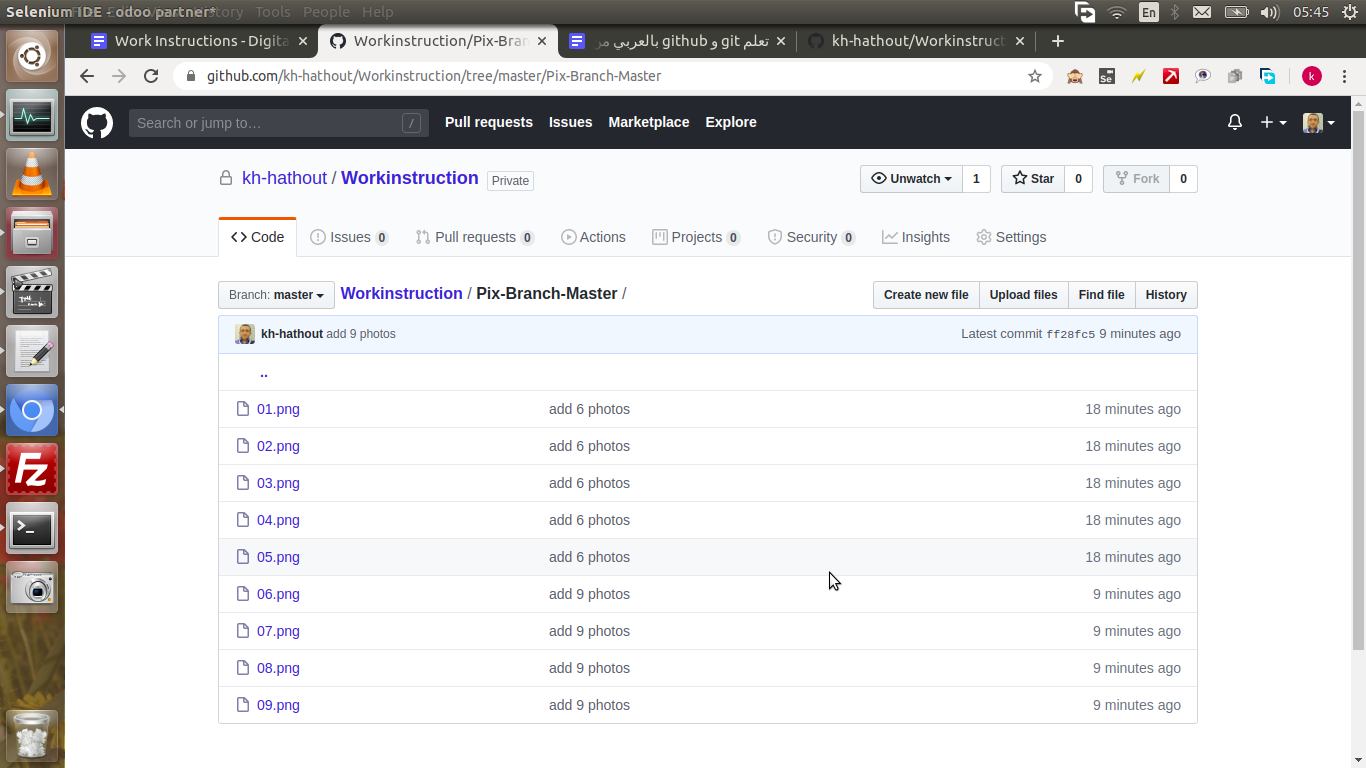 Selenium IDE - odoo partner*
File Edit View History Tools People Help
En
05:45
Work Instructions - Digita
Workinstruction/Pix-Bran
تعلم git و github بالعربي مر
kh-hathout/Workinstruct
github.com/kh-hathout/Workinstruction/tree/master/Pix-Branch-Master
Se
k
Search or jump to…
/
Pull requests
Issues
Marketplace
Explore
kh-hathout / Workinstruction
Private
Unwatch
1
Star
0
Fork
0
Code
Issues 0
Pull requests 0
Actions
Projects 0
Security 0
Insights
Settings
Branch: master
Workinstruction / Pix-Branch-Master /
Create new file
Upload files
Find file
History
kh-hathout add 9 photos
Latest commit ff28fc5 9 minutes ago
..
01.png add 6 photos 18 minutes ago
02.png add 6 photos 18 minutes ago
03.png add 6 photos 18 minutes ago
04.png add 6 photos 18 minutes ago
05.png add 6 photos 18 minutes ago
06.png add 9 photos 9 minutes ago
07.png add 9 photos 9 minutes ago
08.png add 9 photos 9 minutes ago
09.png add 9 photos 9 minutes ago
Fz